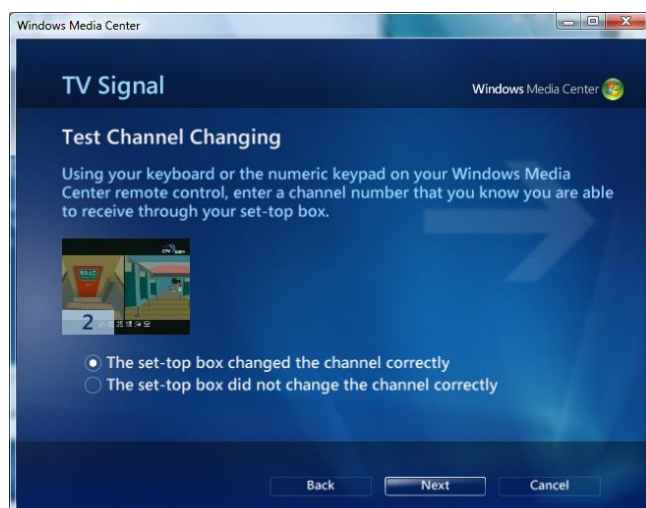 Windows Media Center
TV Signal
Windows Media Center
Test Channel Changing
Using your keyboard or the numeric keypad on your Windows Media
Center remote control, enter a channel number that you know you are able
to receive through your set-top box.
2
The set-top box changed the channel correctly
The set-top box did not change the channel correctly
Back
Next
Cancel